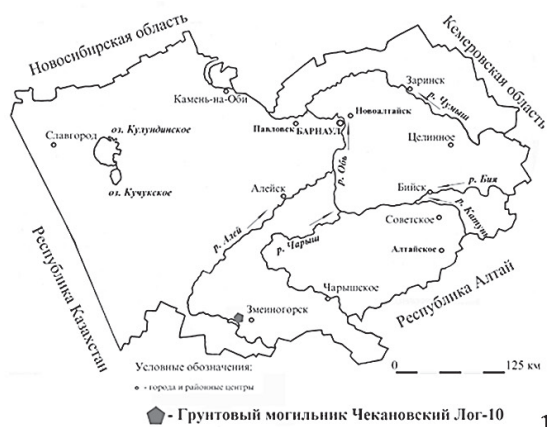 Новосибирская область
Кемеровская область
Заринск
р. Чумыш
Камень-на-Оби
Новоалтайск
Павловск
БАРНАУЛ
Славгород
оз. Кулундинское
Целинное
р. Обь
оз. Кучукское
Алейск
Бийск
р. Бия
Советское
р. Катунь
р. Алей
р. Чарыш
Алтайское
Республика Казахстан
Республика Алтай
Чарышское
Змеиногорск
Условные обозначения:
- города и районные центры
0 125 км
- Грунтовый могильник Чекановский Лог-10
1